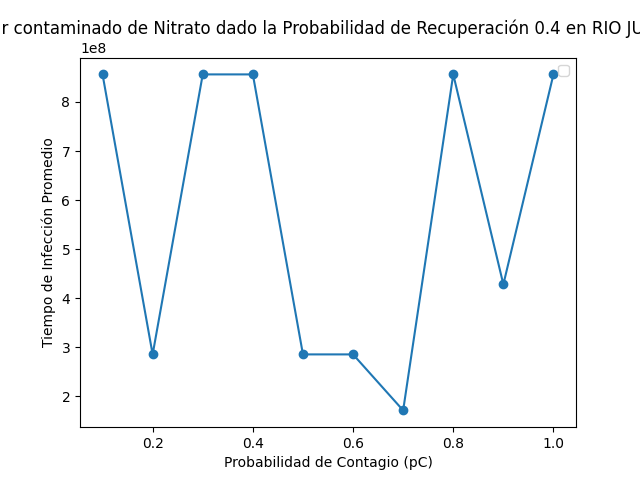 r contaminado de Nitrato dado la Probabilidad de Recuperación 0.4 en RIO JU
1e8
8
7
6
5
4
3
2
Tiempo de Infección Promedio
0.2 0.4 0.6 0.8 1.0
Probabilidad de Contagio (pC)